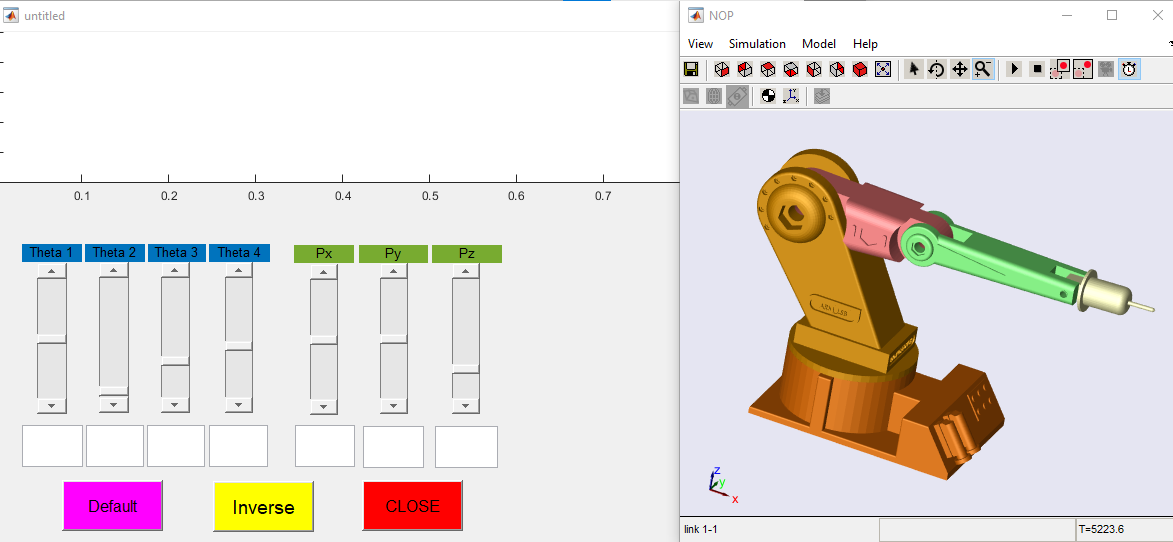 untitled
NOP
View Simulation Model Help
0.1 0.2 0.3 0.4 0.5 0.6 0.7
Theta 1 Theta 2 Theta 3 Theta 4 Px Py Pz
Default Inverse CLOSE
z
y
x
link 1-1 T=5223.6